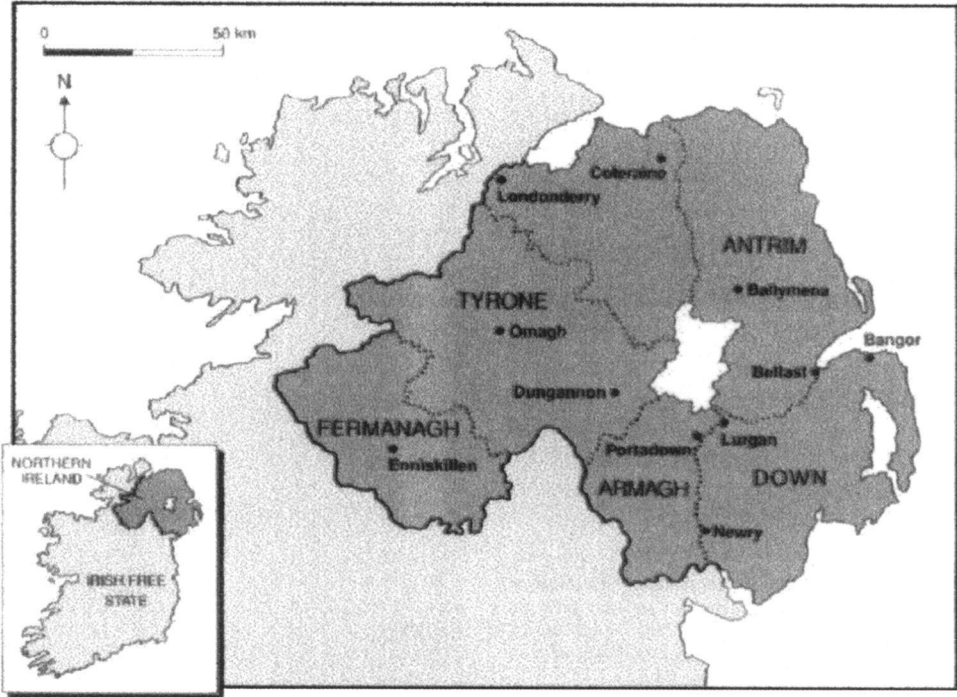 0 50 km
N
Coleraine
Londonderry
ANTRIM
Ballymena
TYRONE
Omagh
Bangor
Belfast
Dungannon
FERMANAGH
Enniskillen
Portadown
Lurgan
ARMAGH
DOWN
Newry
NORTHERN
IRELAND
IRISH FREE
STATE